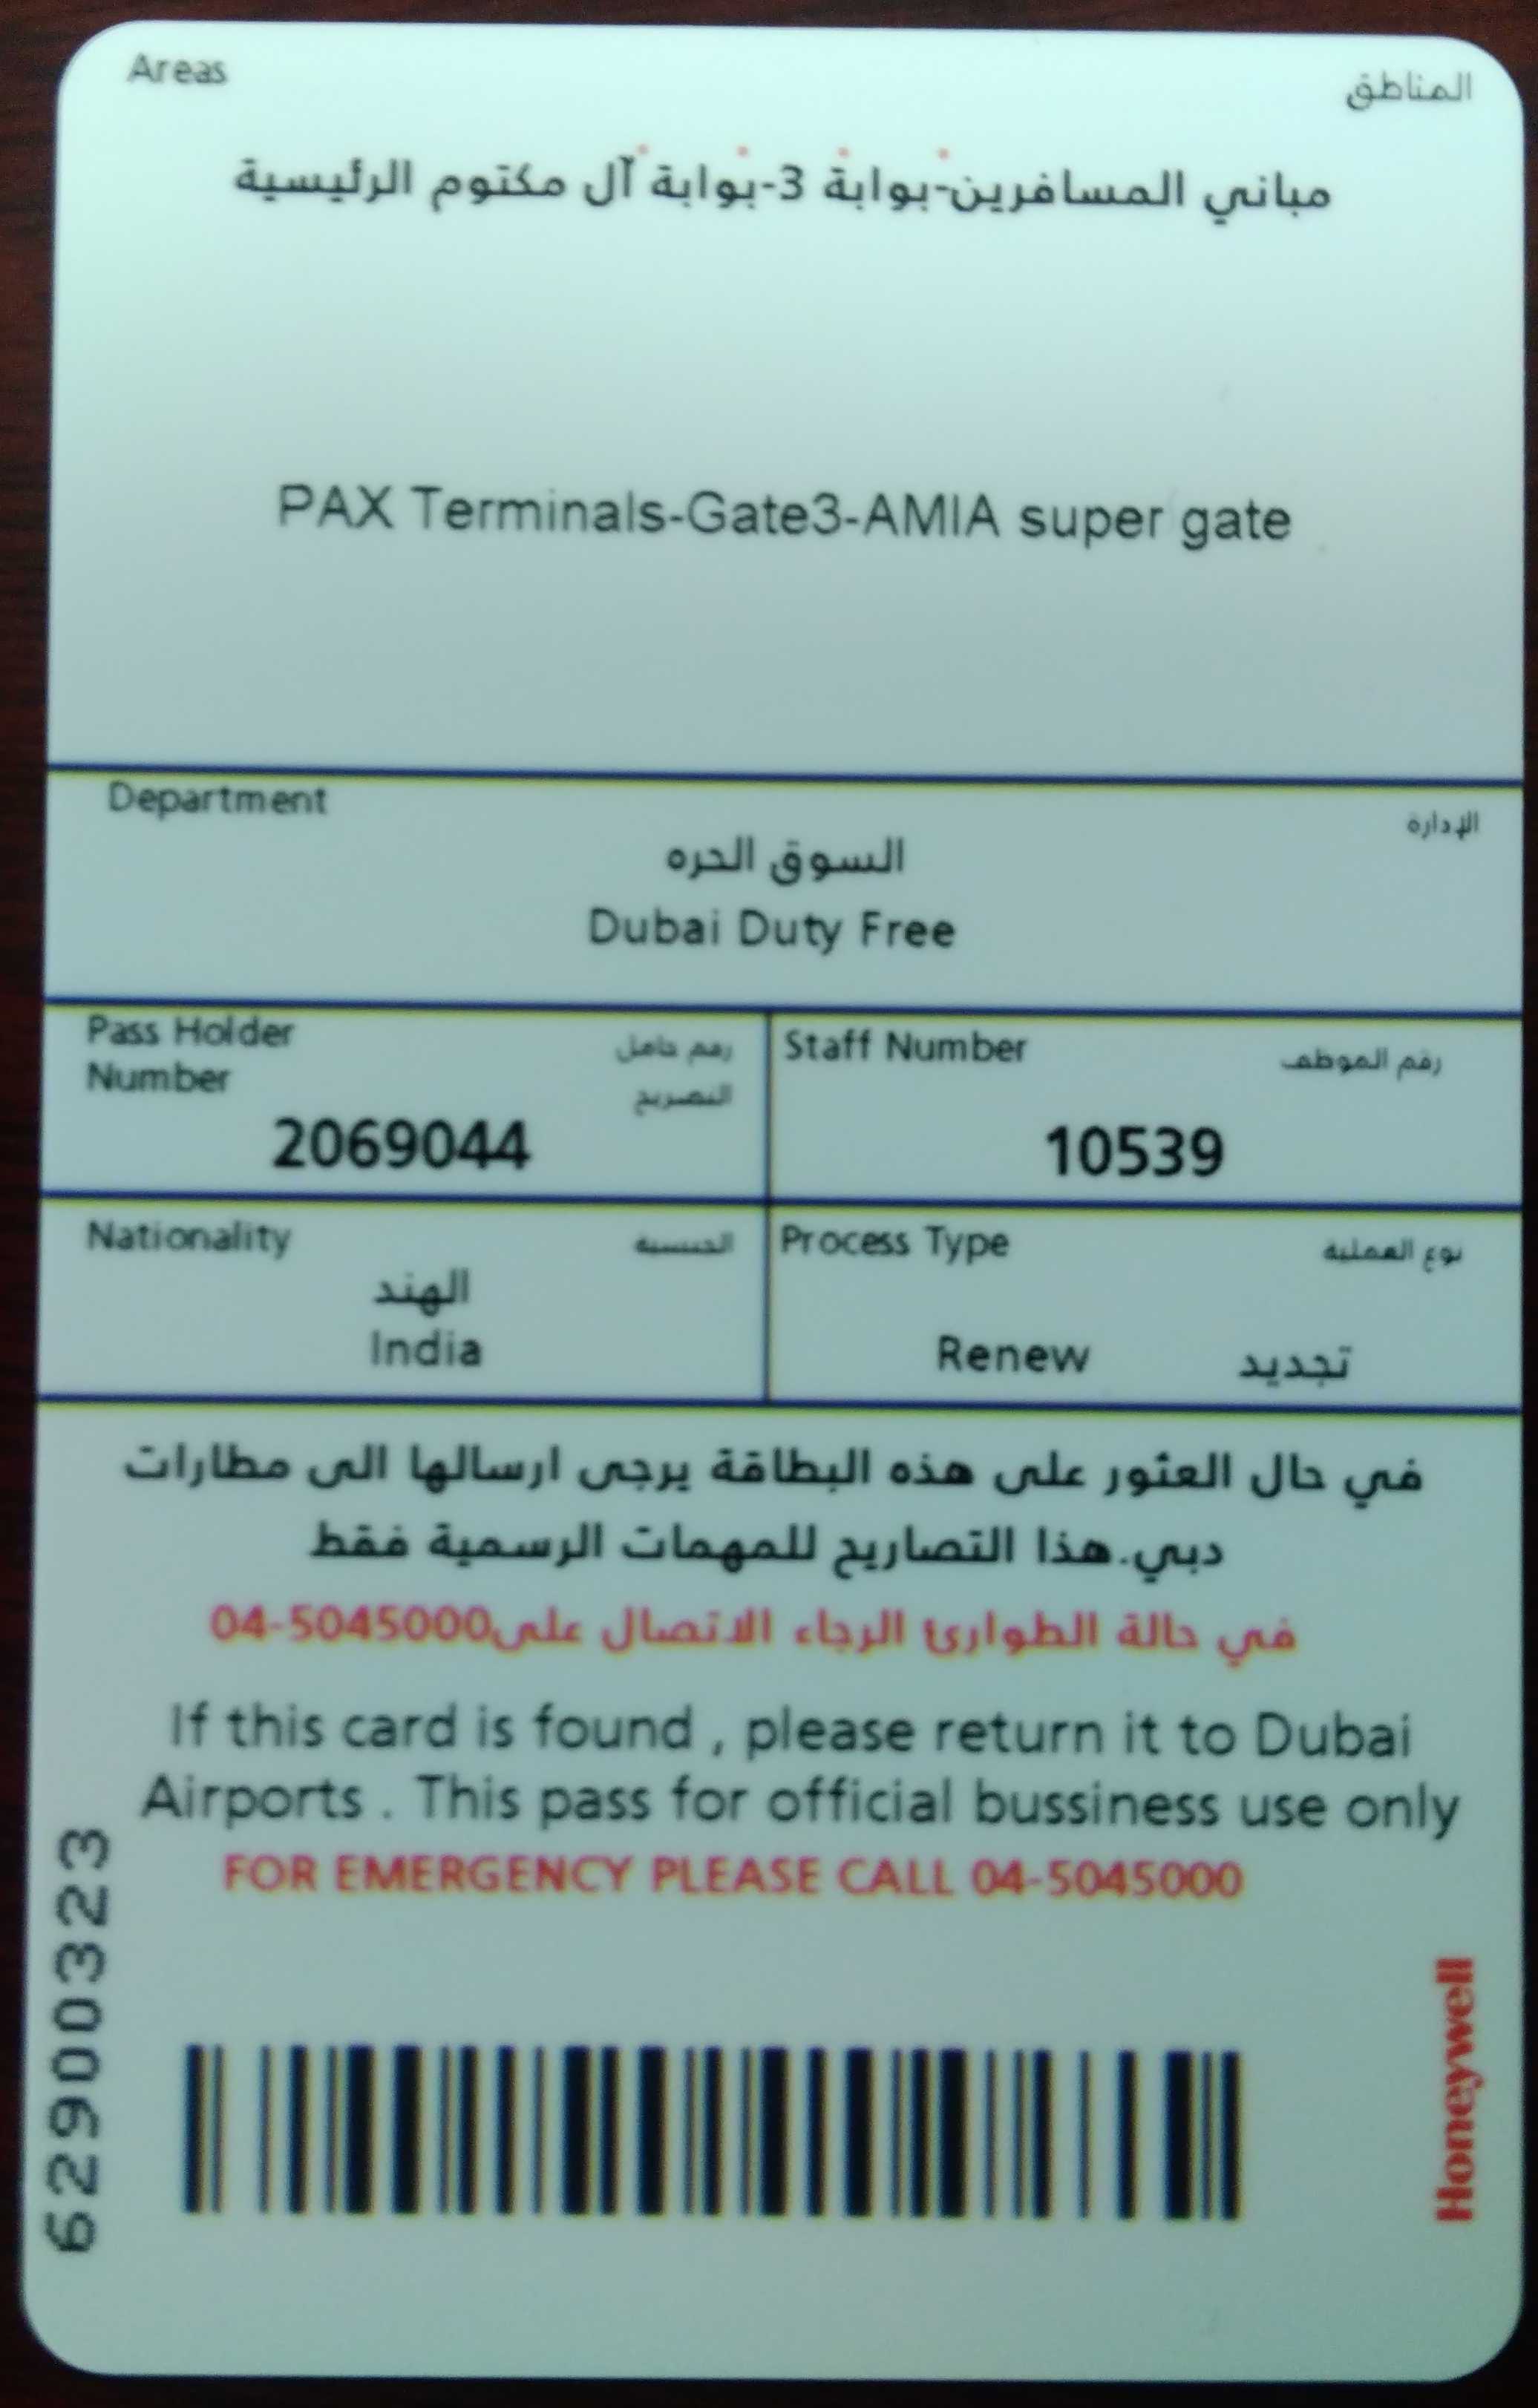 Areas المناطق
مباني المسافرين-بوابة 3-بوابة آل مكتوم الرئيسية
PAX Terminals-Gate3-AMIA super gate
Department الإدارة
السوق الحره
Dubai Duty Free
Pass Holder Number رقم حامل التصريح
2069044
Staff Number رقم الموظف
10539
Nationality الجنسية
الهند
India
Process Type نوع العملية
Renew تجديد
في حال العثور على هذه البطاقة يرجى ارسالها الى مطارات
دبي.هذا التصاريح للمهمات الرسمية فقط
في حالة الطوارئ الرجاء الاتصال على04-5045000
If this card is found , please return it to Dubai
Airports . This pass for official bussiness use only
FOR EMERGENCY PLEASE CALL 04-5045000
62900323
Honeywell